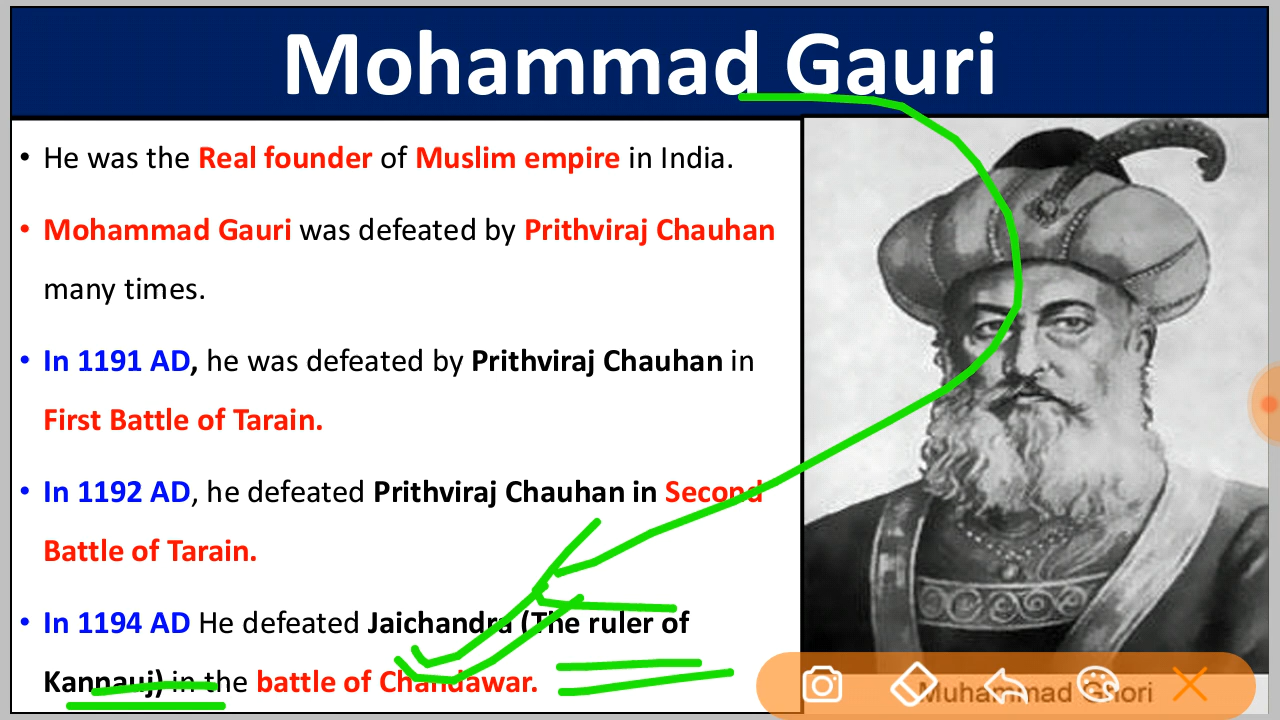 Mohammad Gauri
• He was the Real founder of Muslim empire in India.
• Mohammad Gauri was defeated by Prithviraj Chauhan
many times.
• In 1191 AD, he was defeated by Prithviraj Chauhan in
First Battle of Tarain.
• In 1192 AD, he defeated Prithviraj Chauhan in Second
Battle of Tarain.
• In 1194 AD He defeated Jaichandra (The ruler of
Kannauj) in the battle of Chandawar.
Muhammad Ghori